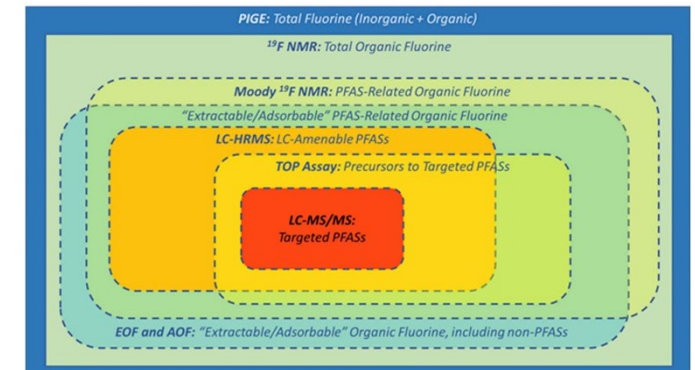 PIGE: Total Fluorine (Inorganic + Organic)
¹⁹F NMR: Total Organic Fluorine
Moody ¹⁹F NMR: PFAS-Related Organic Fluorine
“Extractable/Adsorbable” PFAS-Related Organic Fluorine
LC-HRMS: LC-Amenable PFASs
TOP Assay: Precursors to Targeted PFASs
LC-MS/MS:
Targeted PFASs
EOF and AOF: “Extractable/Adsorbable” Organic Fluorine, including non-PFASs